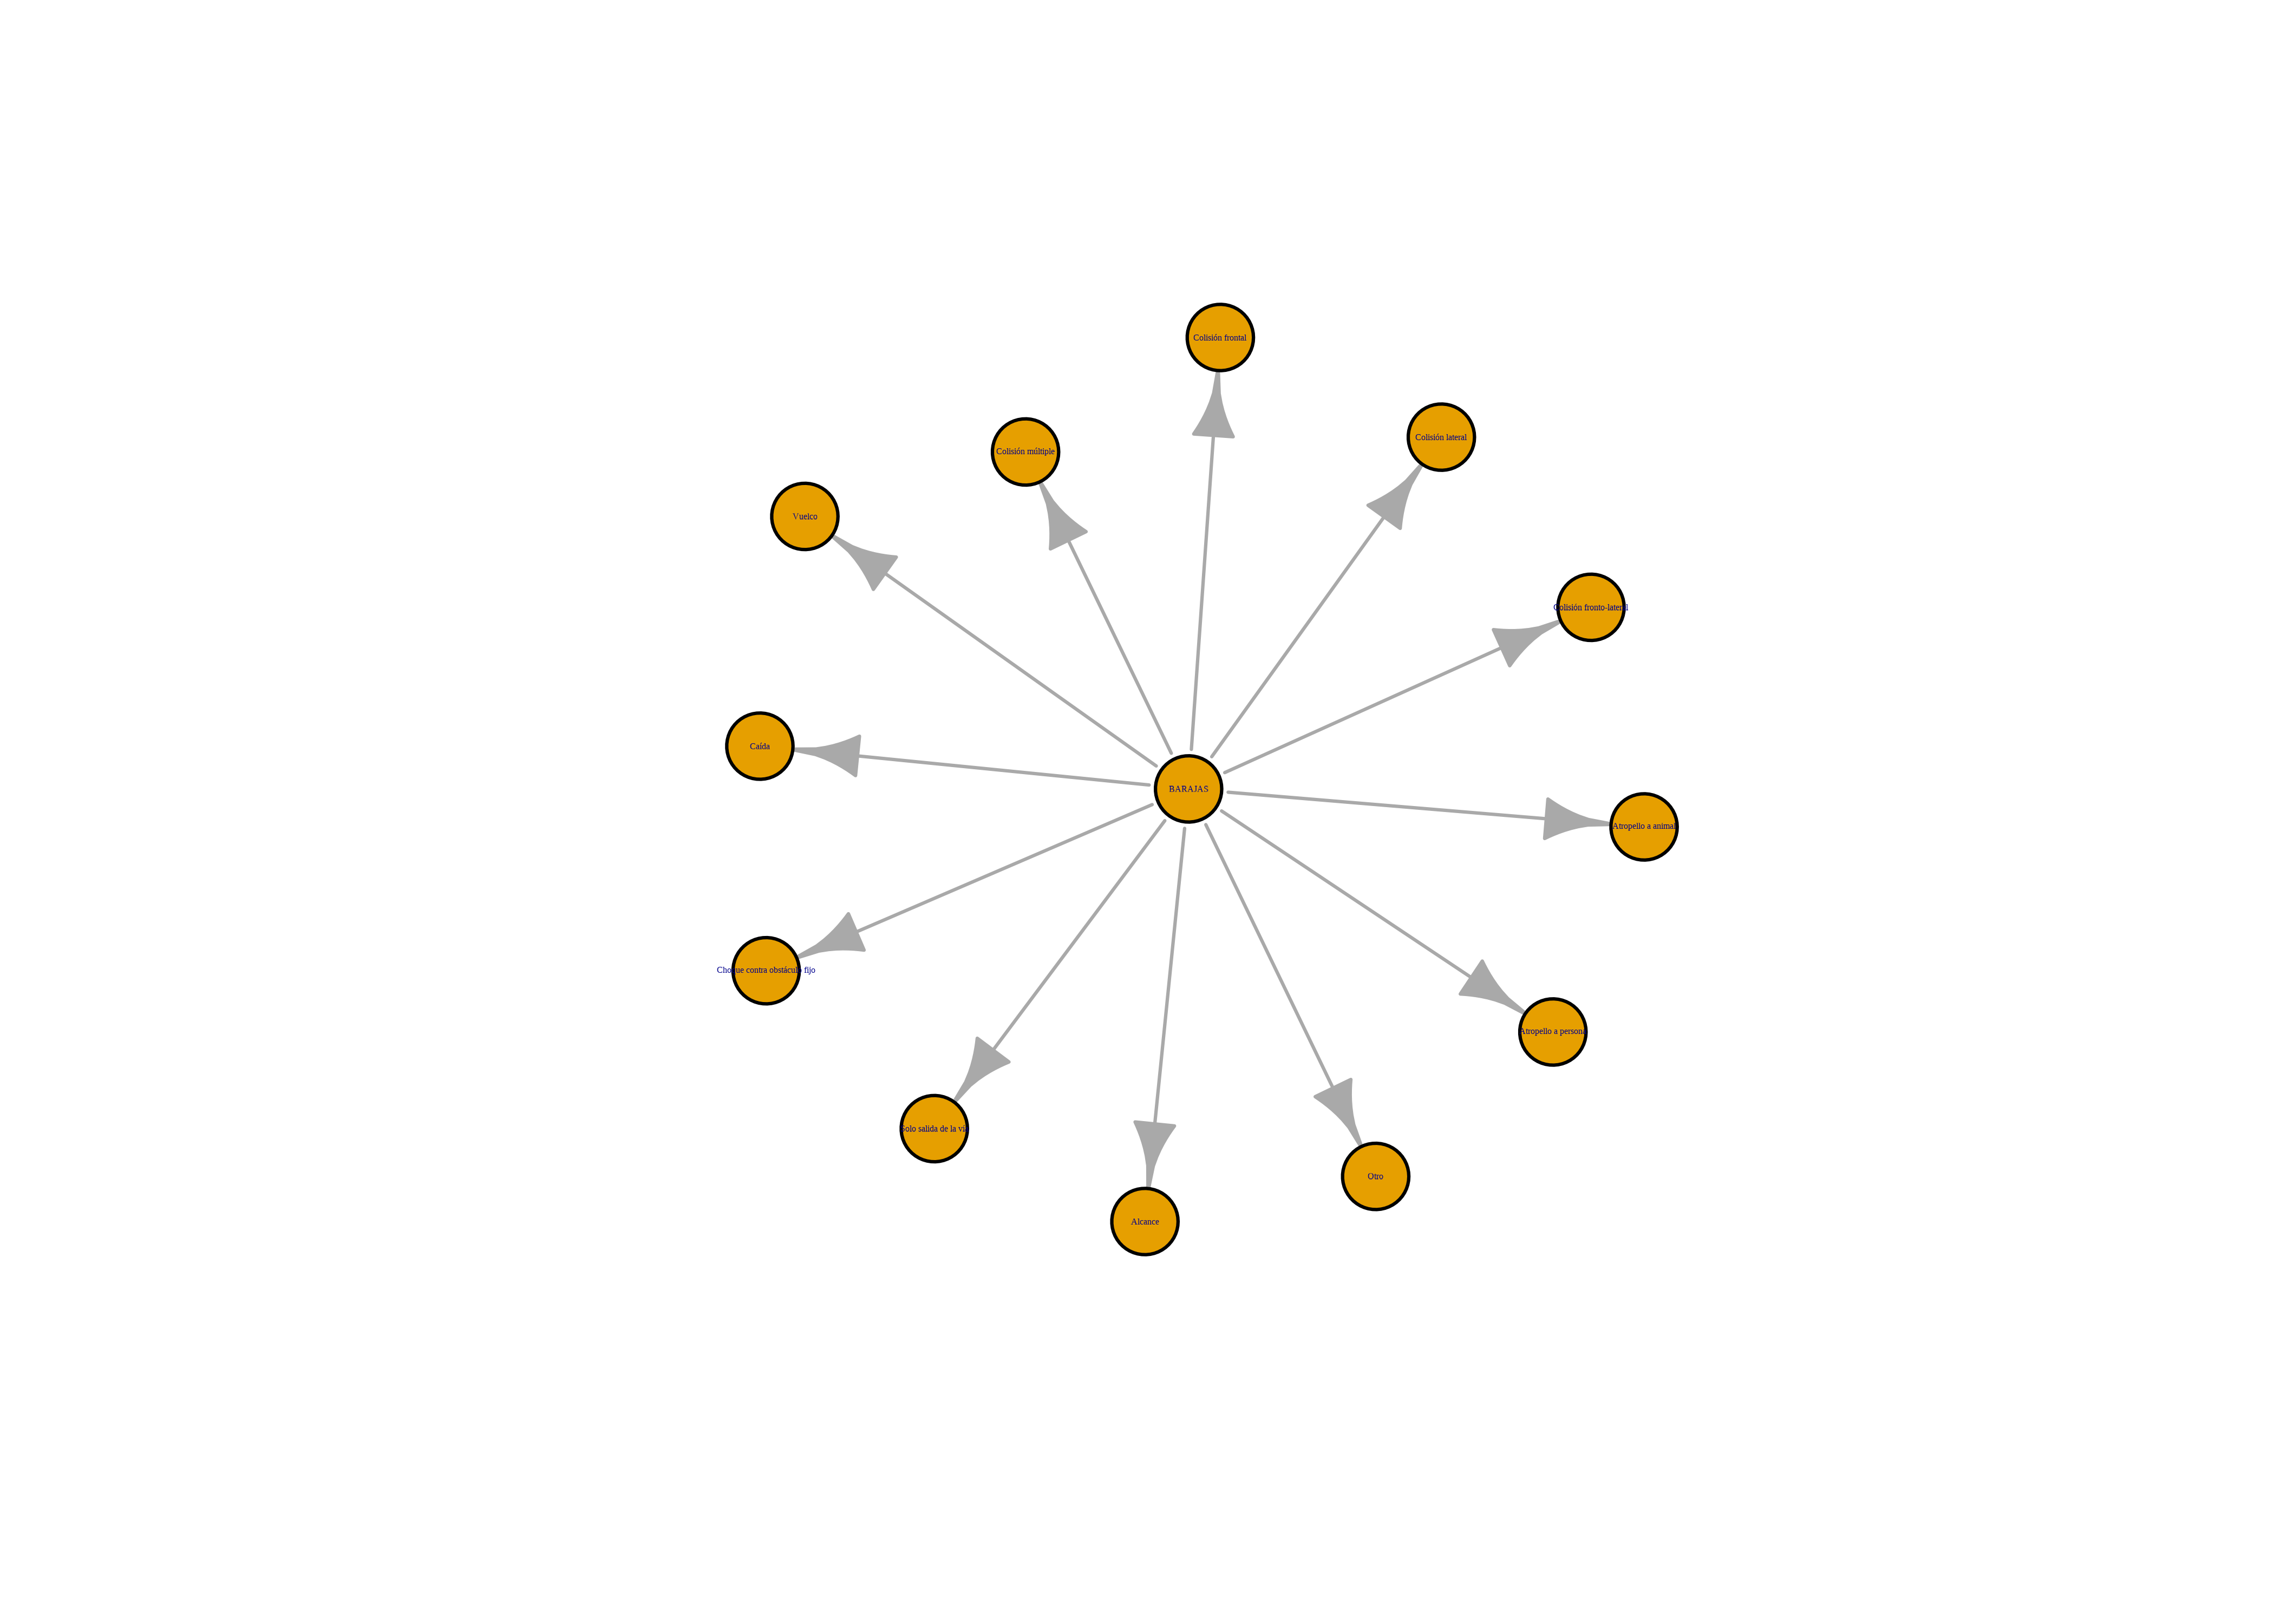 Colisión frontal
Colisión lateral
Colisión múltiple
Vuelco
Colisión fronto-lateral
Caída
BARAJAS
Atropello a animal
Choque contra obstáculo fijo
Atropello a persona
Solo salida de la vía
Otro
Alcance